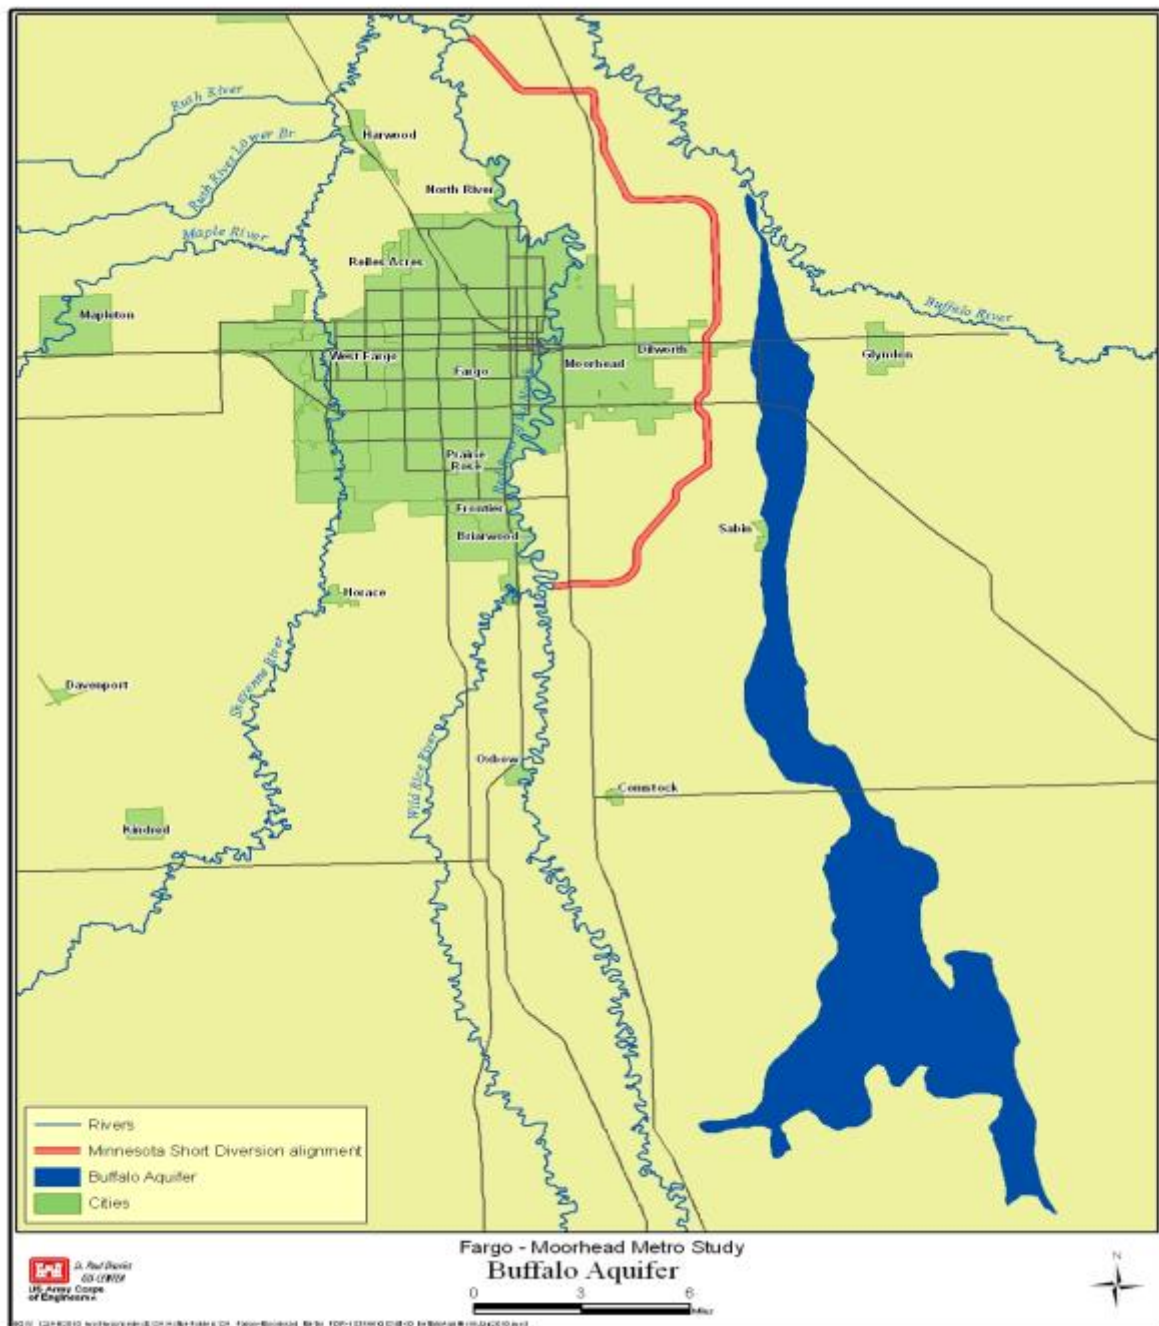 Rush River
Harwood
Rush River Lower Br
North River
Maple River
Reiles Acres
Mapleton
Buffalo River
West Fargo
Fargo
Moorhead
Dilworth
Glyndon
Prairie
Rose
Frontier
Briarwood
Sabin
Horace
Davenport
Sheyenne River
Wild Rice River
Oxbow
Comstock
Kindred
Rivers
Minnesota Short Diversion alignment
Buffalo Aquifer
Cities
Fargo - Moorhead Metro Study
Buffalo Aquifer
0 3 6
Miles
N
St. Paul District
GIS CENTER
US Army Corps
of Engineers